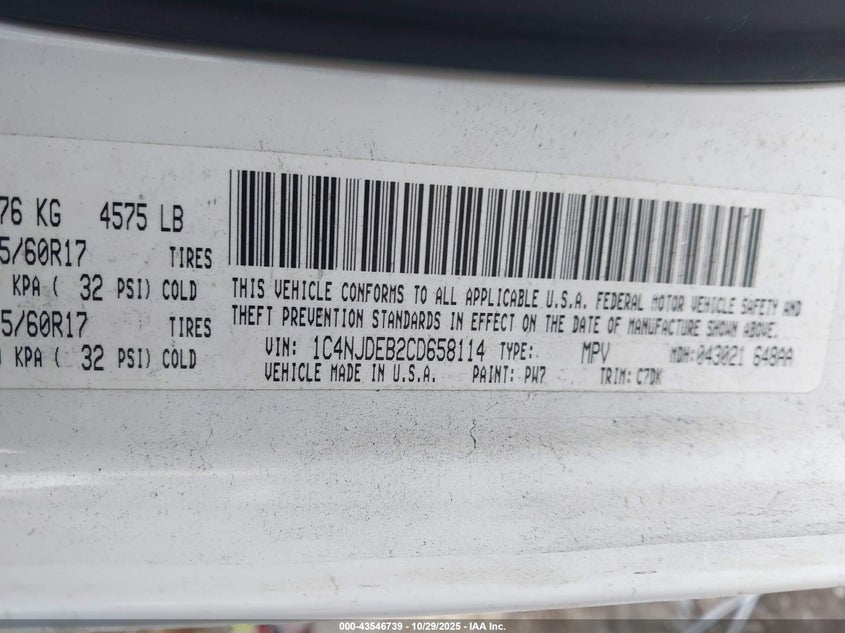 76 KG 4575 LB
5/60R17 TIRES
KPA ( 32 PSI) COLD
5/60R17 TIRES
KPA ( 32 PSI) COLD
THIS VEHICLE CONFORMS TO ALL APPLICABLE U.S.A. FEDERAL MOTOR VEHICLE SAFETY AND
THEFT PREVENTION STANDARDS IN EFFECT ON THE DATE OF MANUFACTURE SHOWN ABOVE.
VIN: 1C4NJDEB2CD658114 TYPE: MPV MDH: 043021 648AA
VEHICLE MADE IN U.S.A. PAINT: PW7 TRIM: C7DK
000-43546739 - 10/29/2025 - IAA Inc.